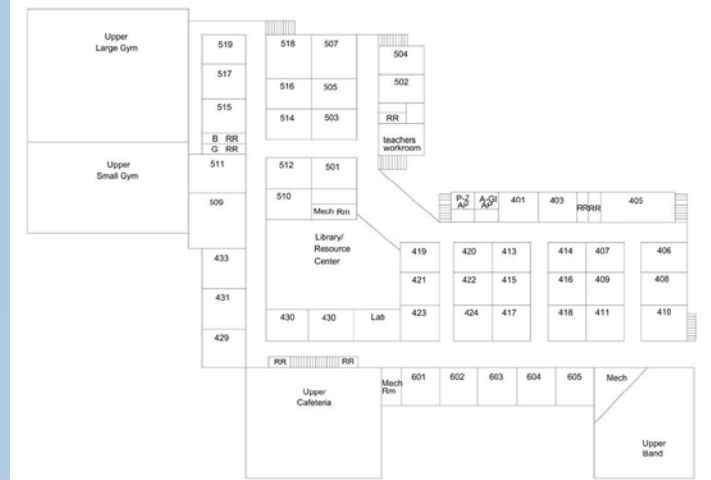 Upper
Large Gym
519
518
507
504
517
516
505
502
515
514
503
RR
B RR
G RR
teachers
workroom
Upper
Small Gym
511
512
501
509
510
Mech Rm
P-Z
AP
A-GI
AP
401
403
RR
RR
405
Library/
Resource
Center
433
419
420
413
414
407
406
431
421
422
415
416
409
408
429
430
430
Lab
423
424
417
418
411
410
RR
RR
Upper
Cafeteria
Mech
Rm
601
602
603
604
605
Mech
Upper
Band